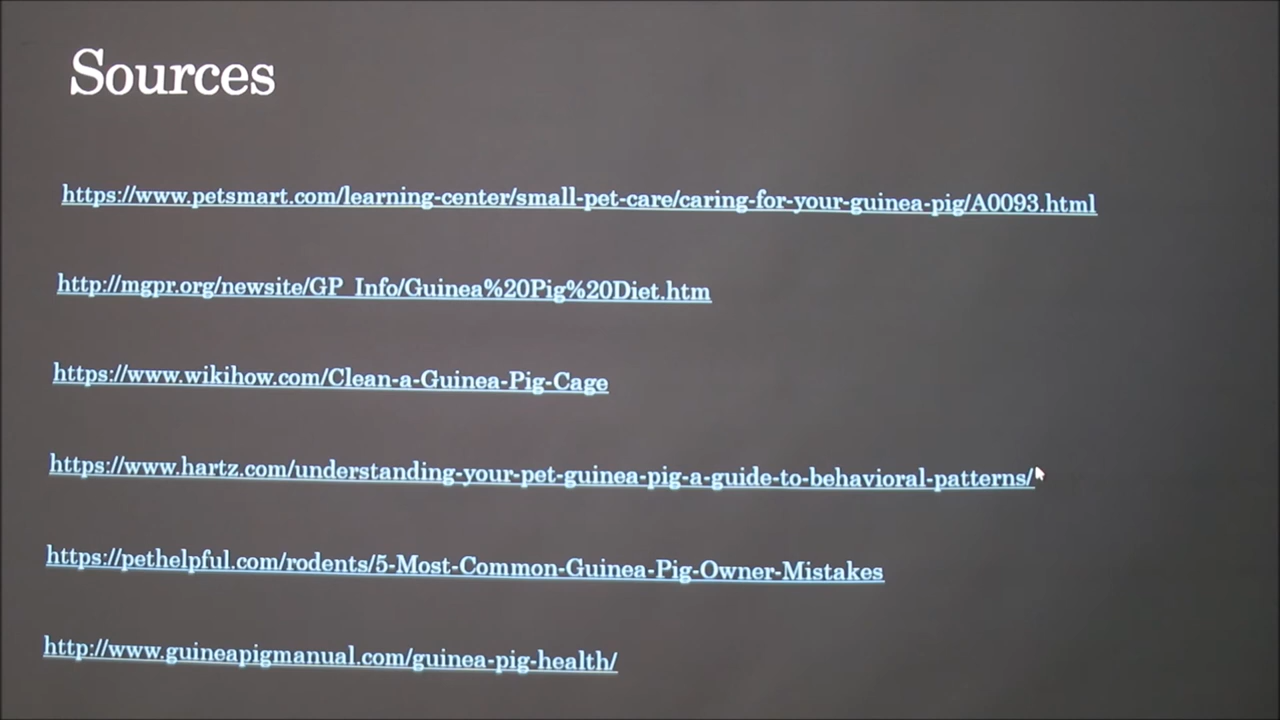 Sources
https://www.petsmart.com/learning-center/small-pet-care/caring-for-your-guinea-pig/A0093.html
http://mgpr.org/newsite/GP_Info/Guinea%20Pig%20Diet.htm
https://www.wikihow.com/Clean-a-Guinea-Pig-Cage
https://www.hartz.com/understanding-your-pet-guinea-pig-a-guide-to-behavioral-patterns/
https://pethelpful.com/rodents/5-Most-Common-Guinea-Pig-Owner-Mistakes
http://www.guineapigmanual.com/guinea-pig-health/